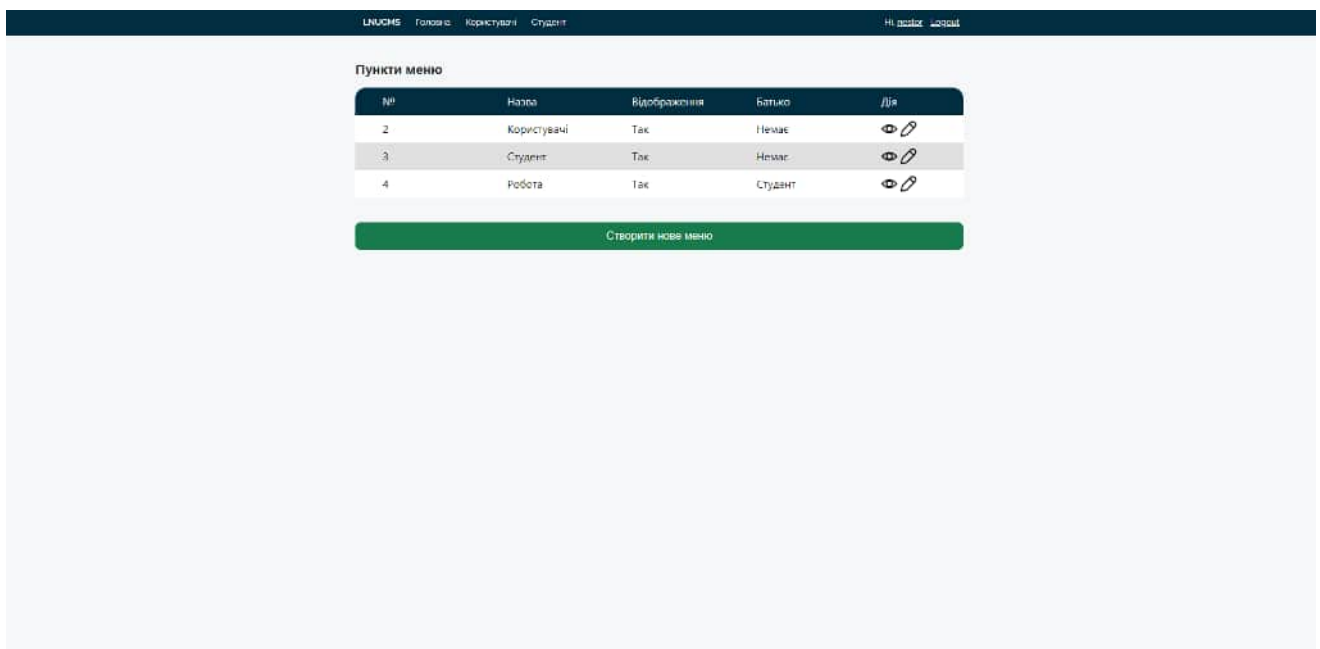 LNUCMS Головна Користувачі Студент Hi, nestor Logout
Пункти меню
№ Назва Відображення Батько Дія
2 Користувачі Так Немає
3 Студент Так Немає
4 Робота Так Студент
Створити нове меню